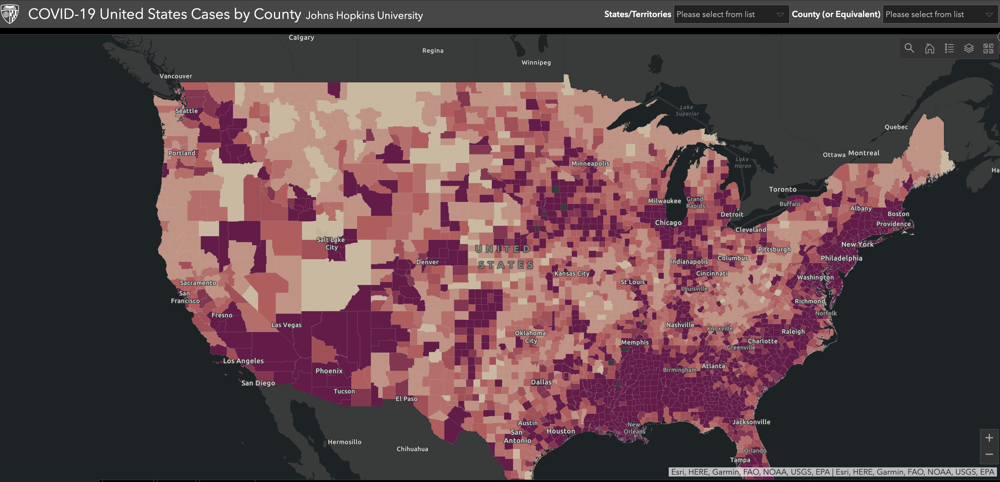 COVID-19 United States Cases by County Johns Hopkins University
States/Territories Please select from list County (or Equivalent) Please select from list
Calgary
Regina
Winnipeg
Vancouver
Lake
Superior
Seattle
Quebec
Portland
Ottawa Montreal
Lake
Huron
Minneapolis
Ha
Toronto
Milwaukee
Grand
Rapids
Buffalo
Albany
Detroit
Boston
Chicago
Providence
Cleveland
Salt Lake
City
New York
UNITED
STATES
Pittsburgh
Columbus
Philadelphia
Denver
Indianapolis
Kansas City
Cincinnati
Washington
St Louis
Sacramento
Louisville
San
Francisco
Richmond
Norfolk
Fresno
Las Vegas
Nashville
Knoxville
Raleigh
Oklahoma
City
Memphis
Charlotte
Greenville
Los Angeles
Atlanta
Birmingham
Phoenix
Dallas
San Diego
Tucson
El Paso
Austin
Jacksonville
New
Orleans
Houston
San
Antonio
Hermosillo
Chihuahua
Orlando
Tampa
Esri, HERE, Garmin, FAO, NOAA, USGS, EPA | Esri, HERE, Garmin, FAO, NOAA, USGS, EPA